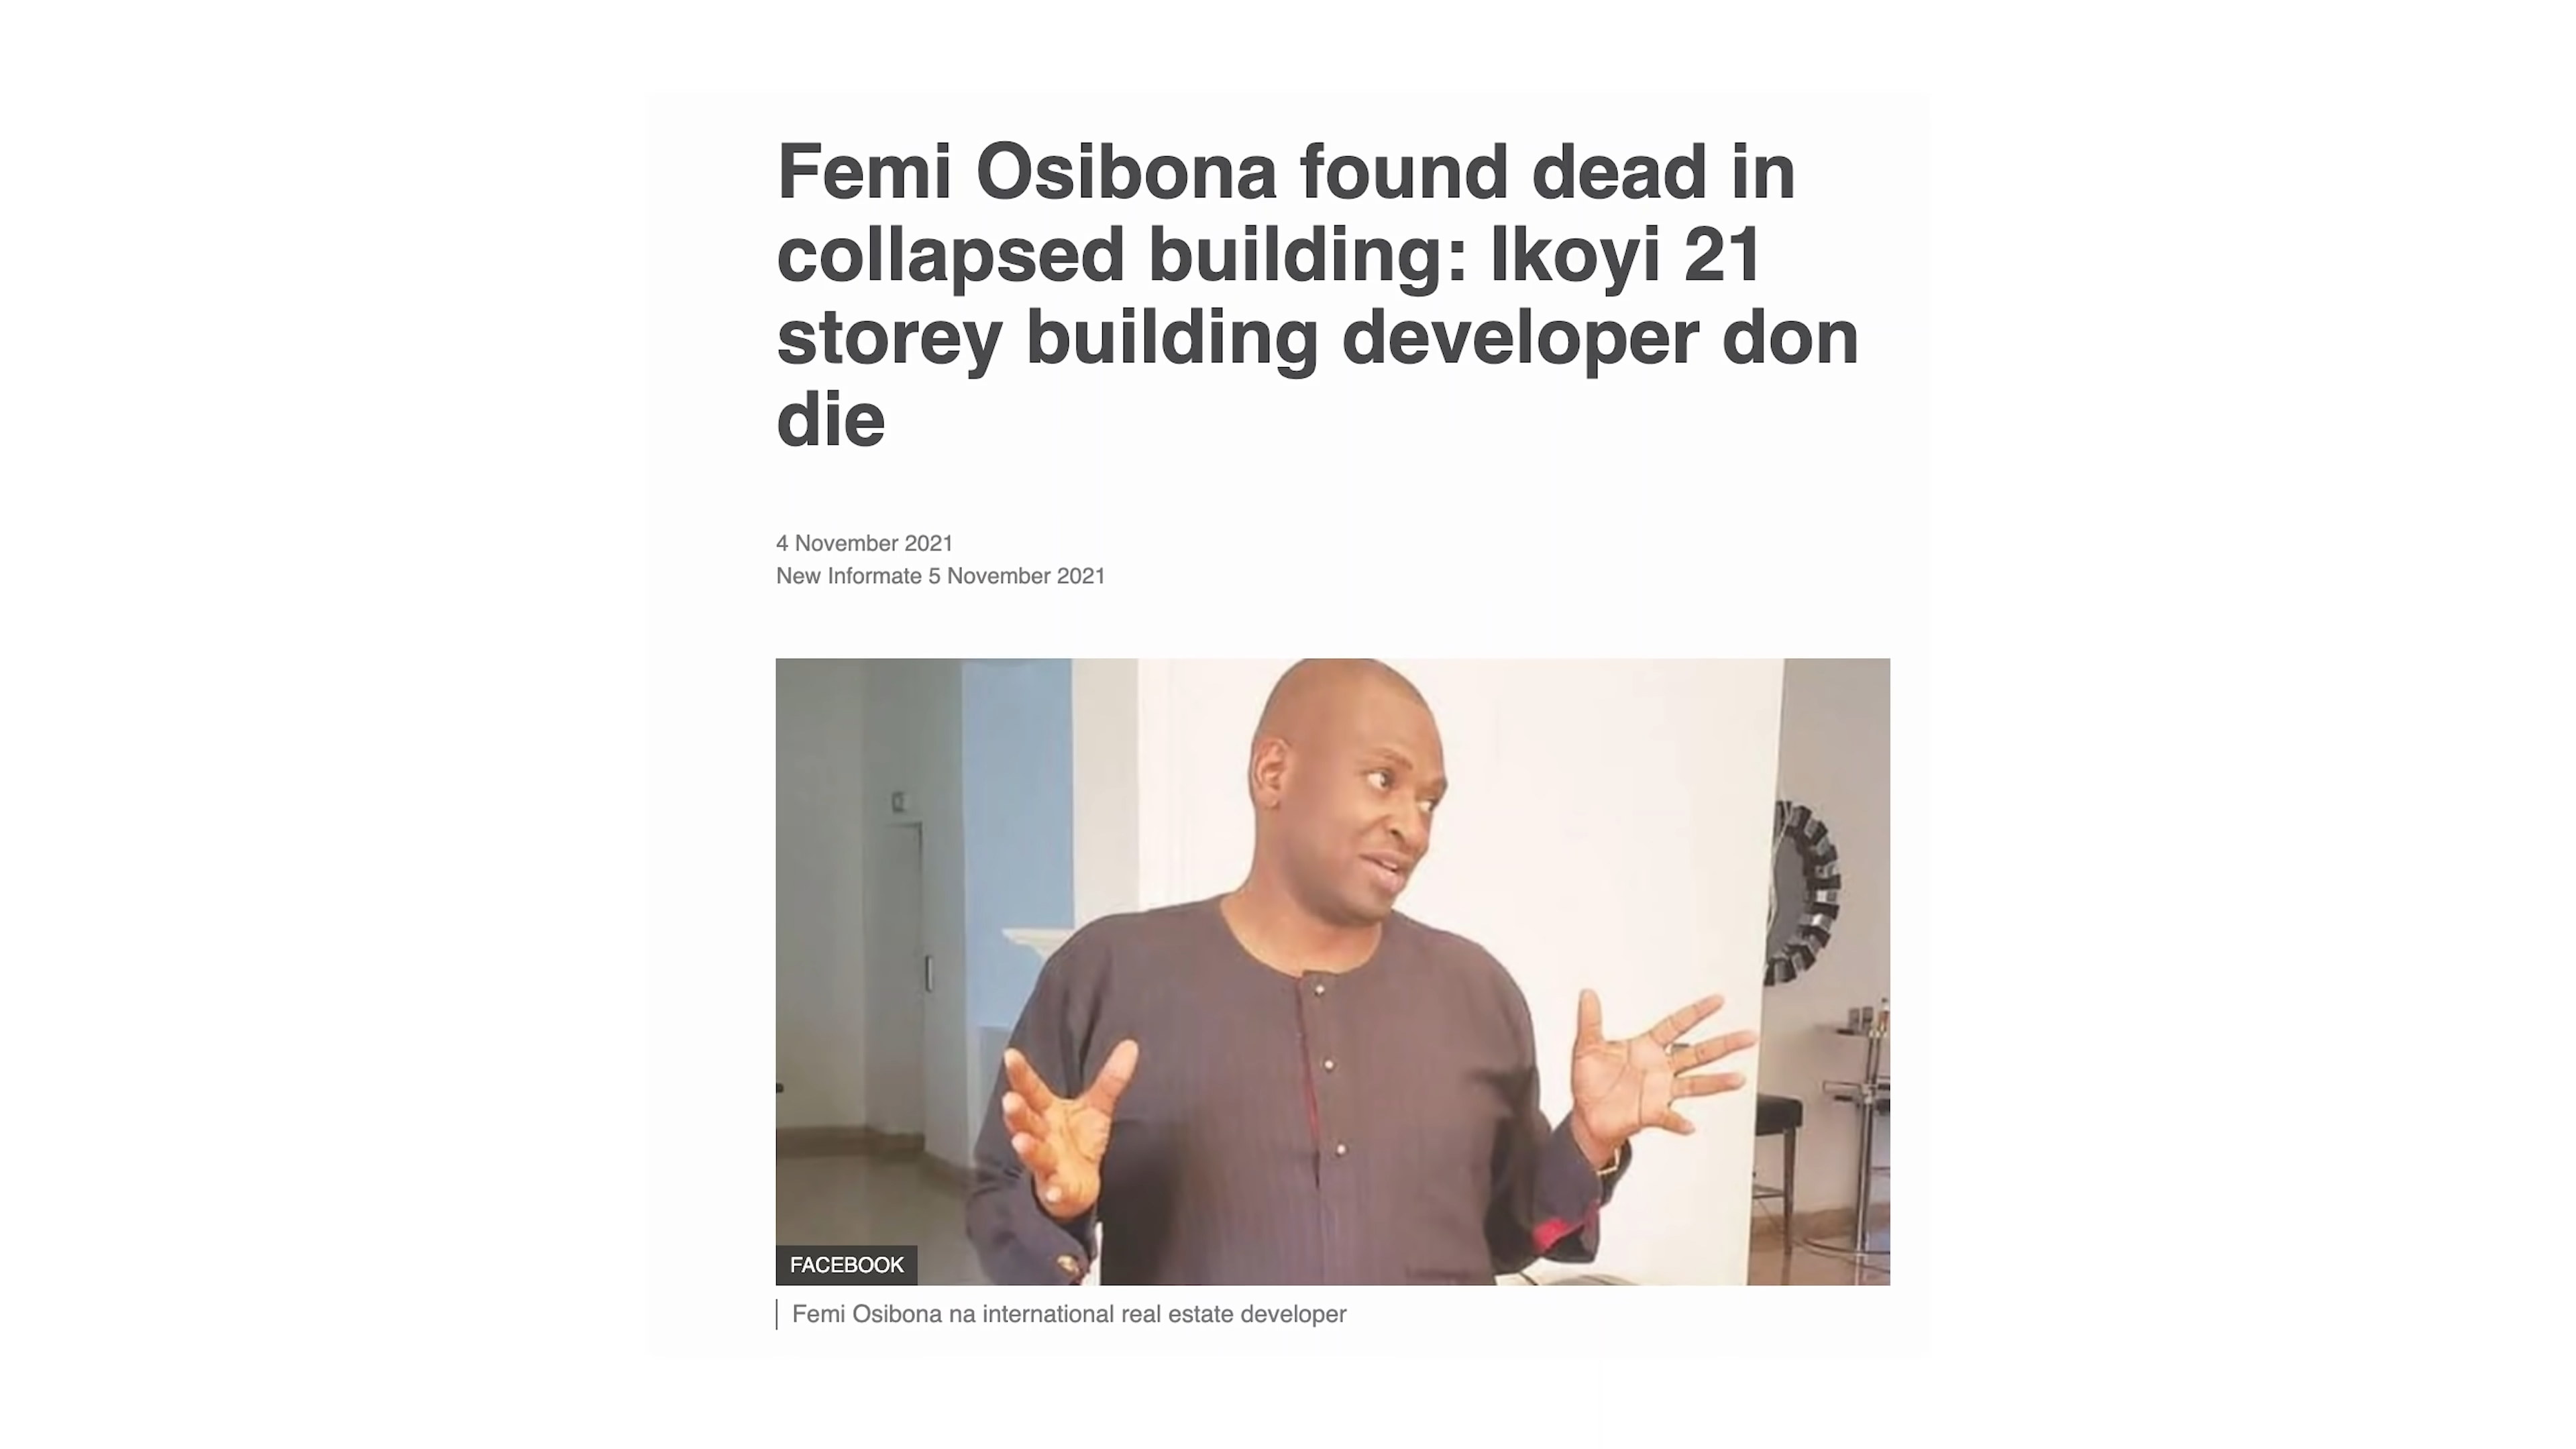 Femi Osibona found dead in
collapsed building: Ikoyi 21
storey building developer don
die
4 November 2021
New Informate 5 November 2021
FACEBOOK
Femi Osibona na international real estate developer